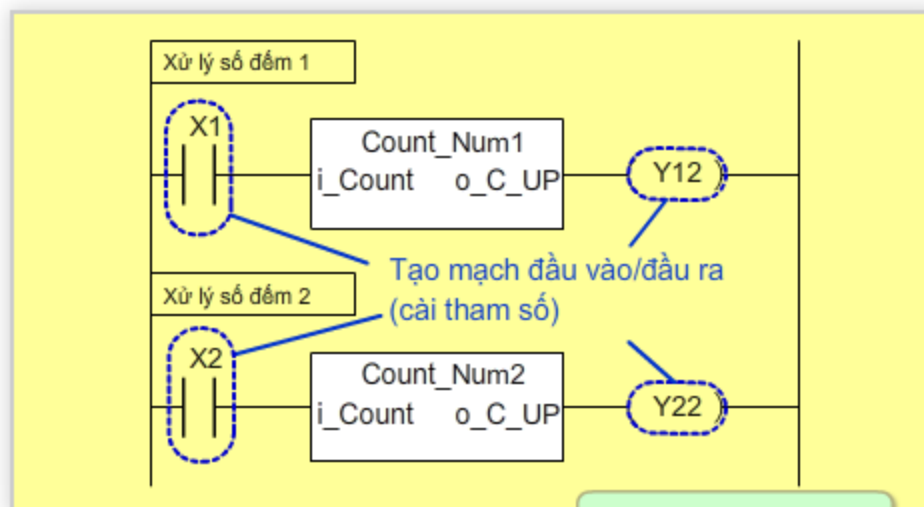 Xử lý số đếm 1
X1
Count_Num1
i_Count o_C_UP
Y12
Tạo mạch đầu vào/đầu ra
(cài tham số)
Xử lý số đếm 2
X2
Count_Num2
i_Count o_C_UP
Y22